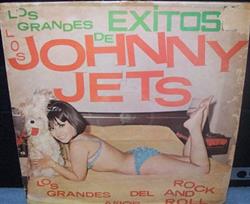 LOS GRANDES EXITOS
LOS
DE
JOHNNY
JETS
LOS ROCK
GRANDES DEL AND
ROLL